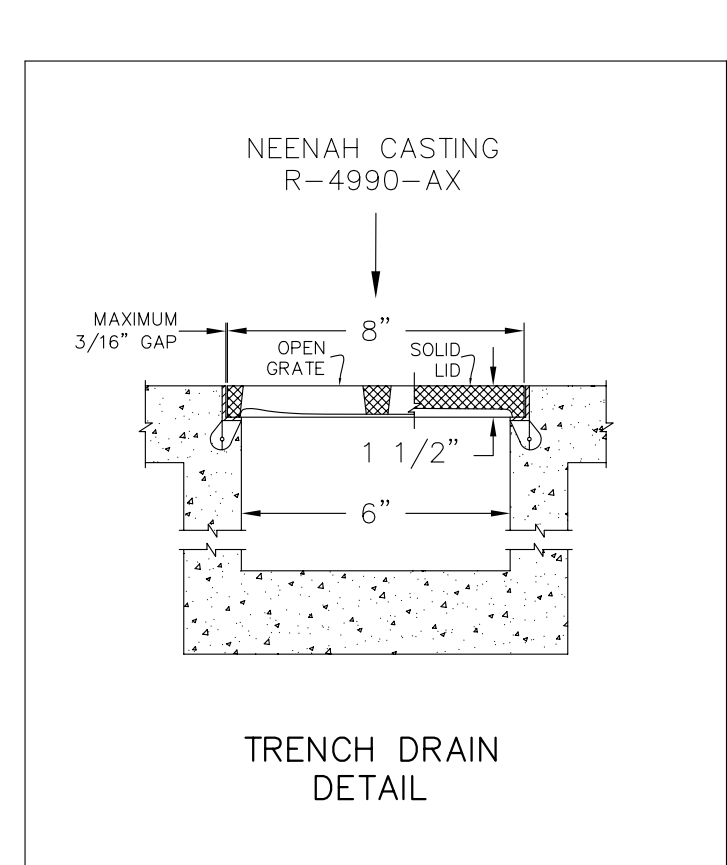 NEENAH CASTING
R-4990-AX
MAXIMUM
3/16" GAP
8"
OPEN
GRATE
SOLID
LID
1 1/2"
6"
TRENCH DRAIN
DETAIL